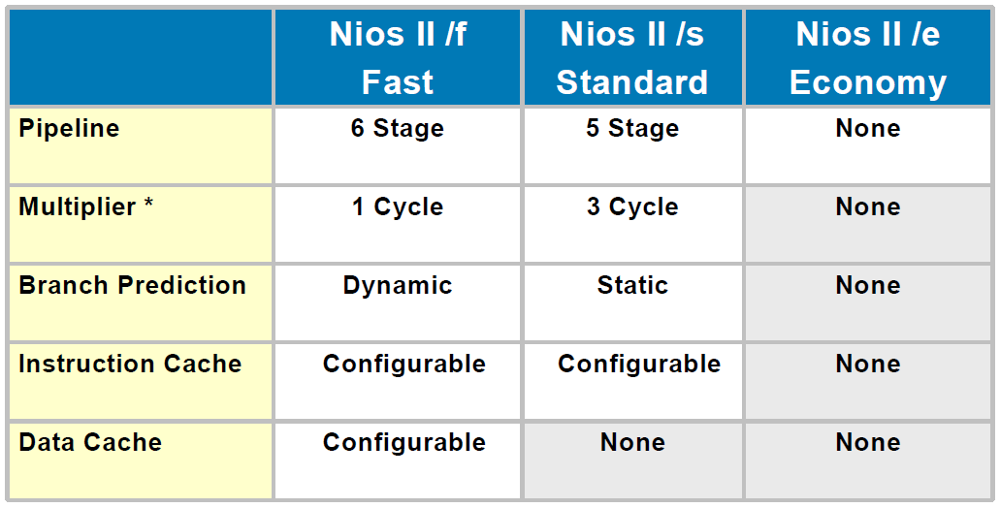 Nios II /f Nios II /s Nios II /e
Fast Standard Economy
Pipeline 6 Stage 5 Stage None
Multiplier * 1 Cycle 3 Cycle None
Branch Prediction Dynamic Static None
Instruction Cache Configurable Configurable None
Data Cache Configurable None None